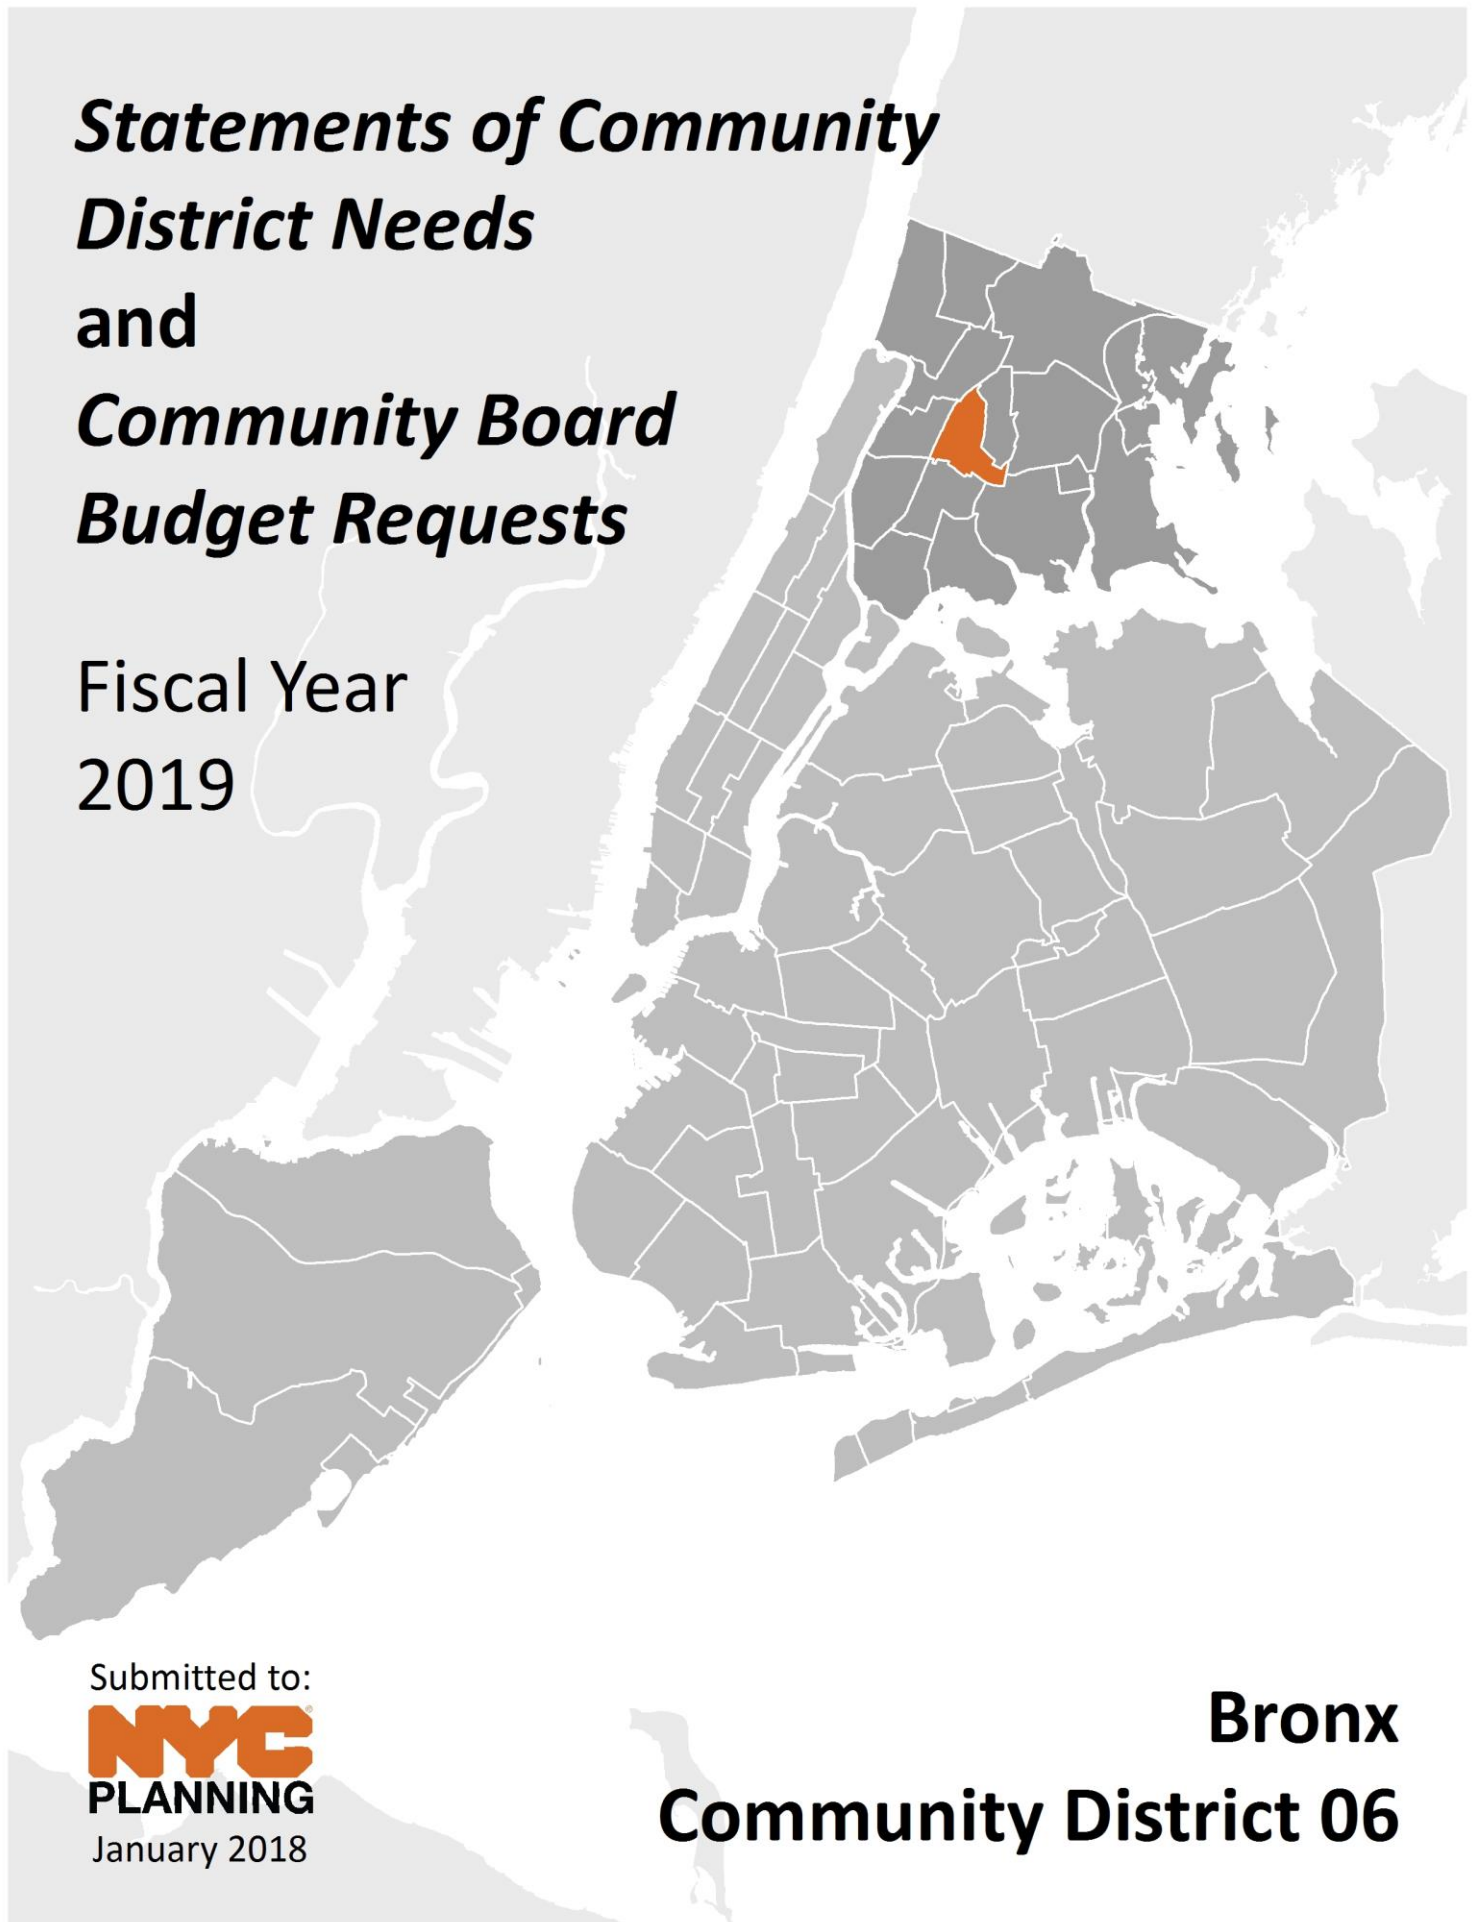 Statements of Community
District Needs
and
Community Board
Budget Requests
Fiscal Year
2019
Submitted to:
NYC®
PLANNING
January 2018
Bronx
Community District 06